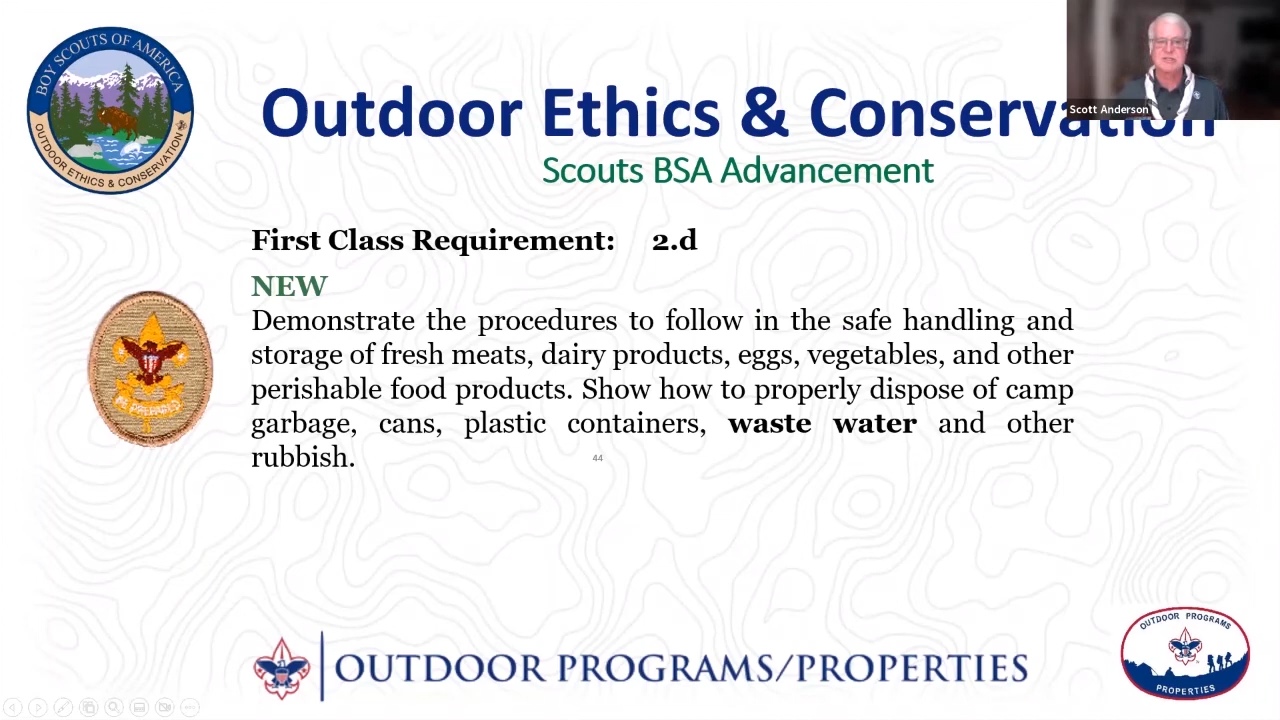 BOY SCOUTS OF AMERICA
OUTDOOR ETHICS & CONSERVATION
Outdoor Ethics & Conservation
Scott Anderson
Scouts BSA Advancement
First Class Requirement: 2.d
NEW
Demonstrate the procedures to follow in the safe handling and
storage of fresh meats, dairy products, eggs, vegetables, and other
perishable food products. Show how to properly dispose of camp
garbage, cans, plastic containers, waste water and other
rubbish.
44
BE PREPARED
OUTDOOR PROGRAMS/PROPERTIES
OUTDOOR PROGRAMS
PROPERTIES